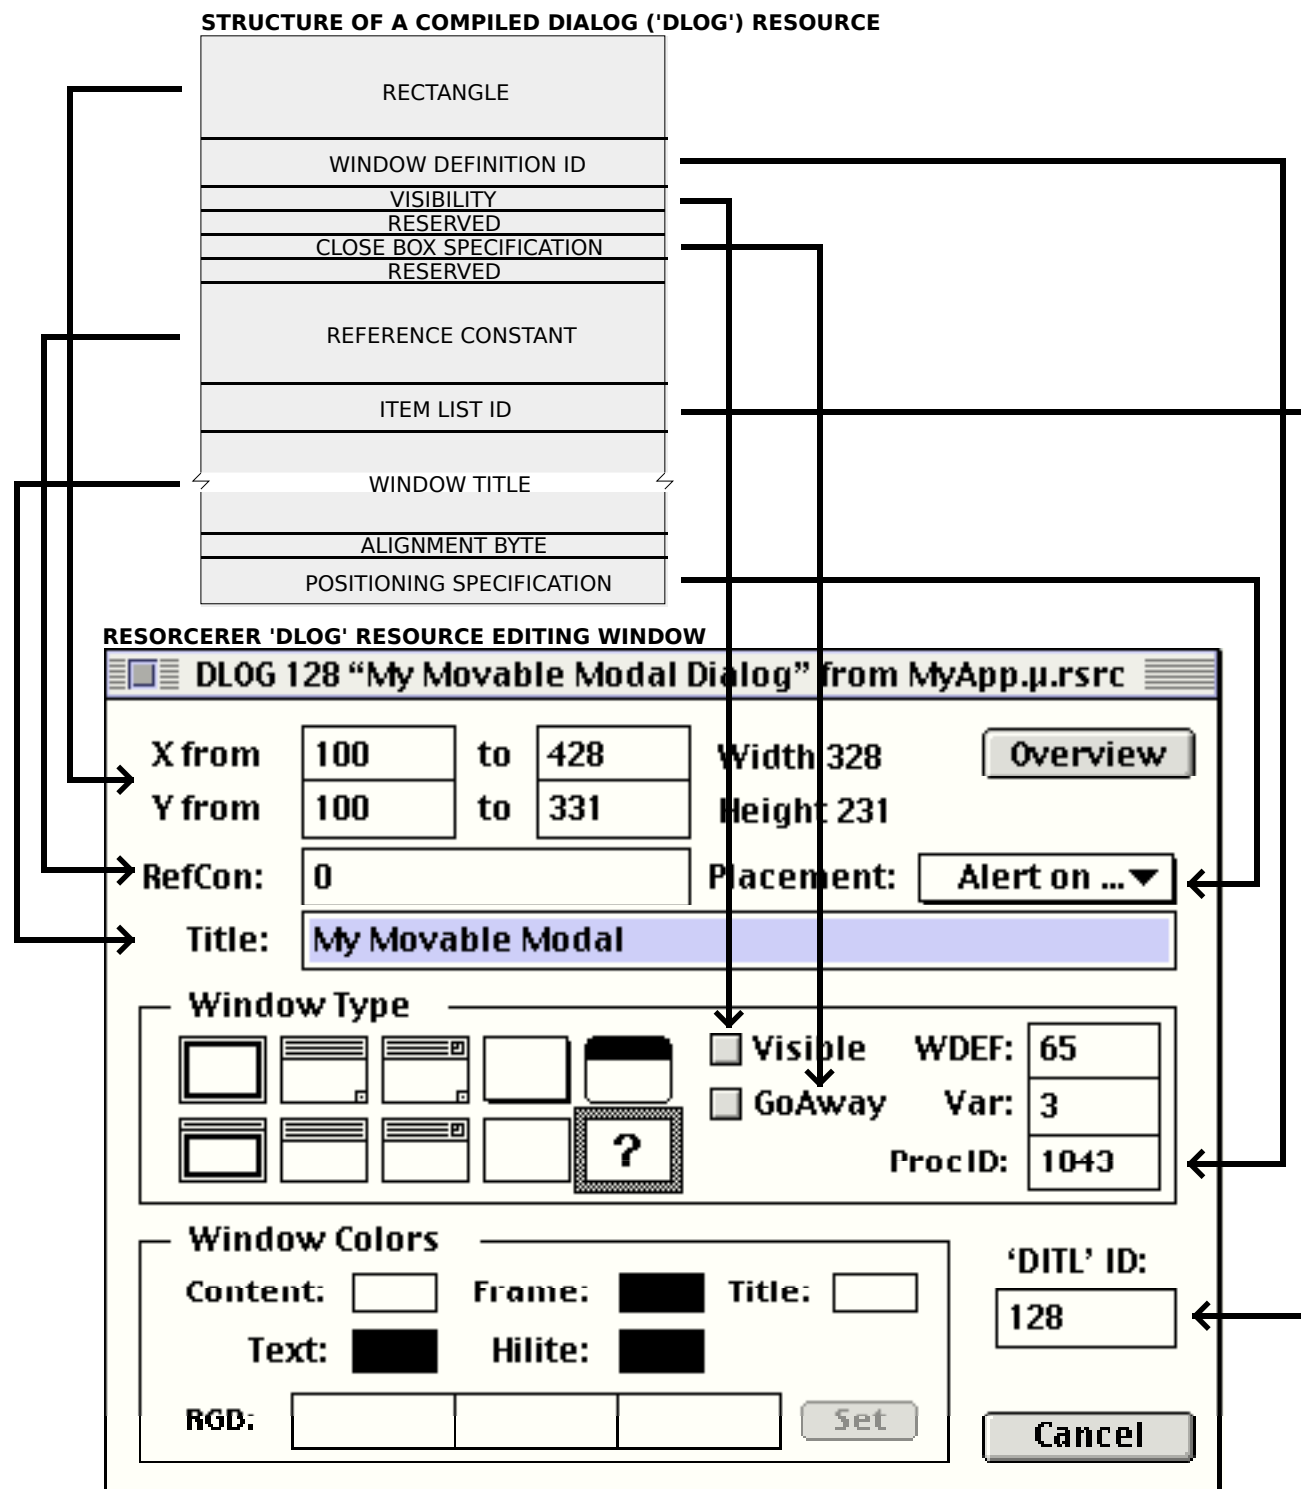 STRUCTURE OF A COMPILED DIALOG ('DLOG') RESOURCE
RECTANGLE
WINDOW DEFINITION ID
VISIBILITY
RESERVED
CLOSE BOX SPECIFICATION
RESERVED
REFERENCE CONSTANT
ITEM LIST ID
WINDOW TITLE
ALIGNMENT BYTE
POSITIONING SPECIFICATION
RESORCERER 'DLOG' RESOURCE EDITING WINDOW
DLOG 128 “My Movable Modal Dialog” from MyApp.µ.rsrc
X from 100 to 428 Width 328 Overview
Y from 100 to 331 Height 231
RefCon: 0 Placement: Alert on ...
Title: My Movable Modal
Window Type
Visible WDEF: 65
GoAway Var: 3
? ProcID: 1043
Window Colors
'DITL' ID:
Content: Frame: Title:
128
Text: Hilite:
RGB: Set
Cancel